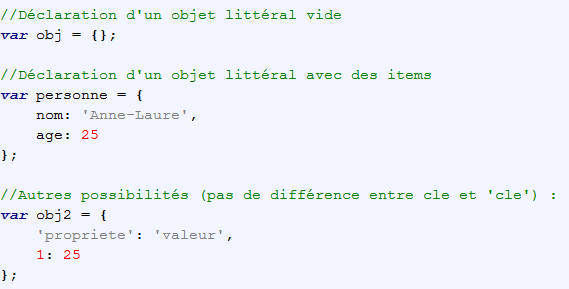 //Déclaration d'un objet littéral vide
var obj = {};
//Déclaration d'un objet littéral avec des items
var personne = {
    nom: 'Anne-Laure',
    age: 25
};
//Autres possibilités (pas de différence entre cle et 'cle') :
var obj2 = {
    'propriete': 'valeur',
    1: 25
};